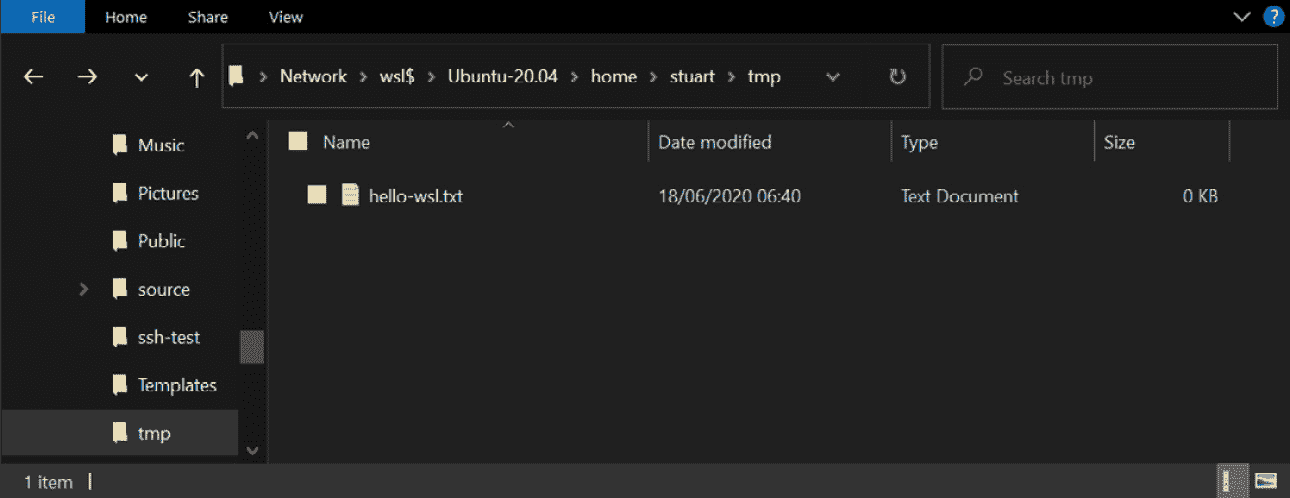 File Home Share View ?
Network wsl$ Ubuntu-20.04 home stuart tmp Search tmp
Name Date modified Type Size
hello-wsl.txt 18/06/2020 06:40 Text Document 0 KB
Music
Pictures
Public
source
ssh-test
Templates
tmp
1 item